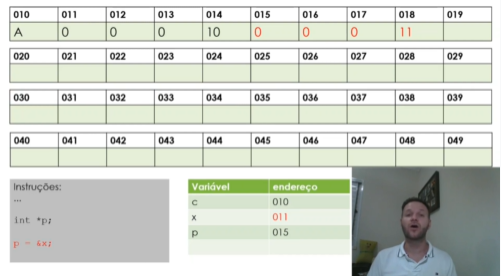 010 011 012 013 014 015 016 017 018 019
A 0 0 0 10 0 0 0 11
020 021 022 023 024 025 026 027 028 029
030 031 032 033 034 035 036 037 038 039
040 041 042 043 044 045 046 047 048 049
Instruções:
...
int *p;
p = &x;
Variável endereço
c 010
x 011
p 015